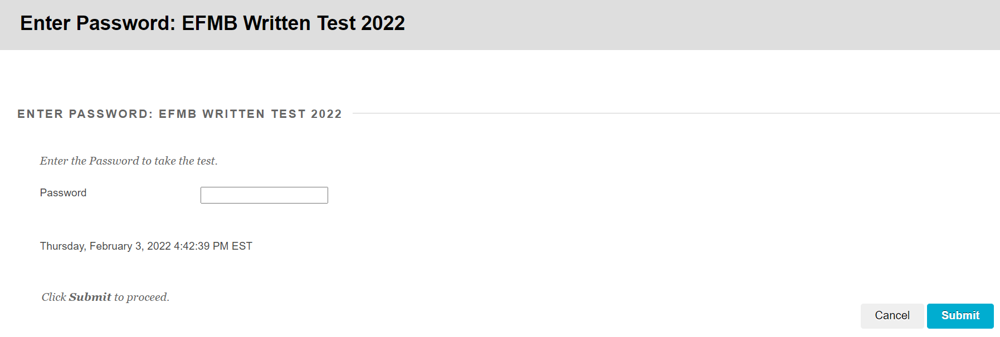 Enter Password: EFMB Written Test 2022
ENTER PASSWORD: EFMB WRITTEN TEST 2022
Enter the Password to take the test.
Password
Thursday, February 3, 2022 4:42:39 PM EST
Click Submit to proceed.
Cancel Submit